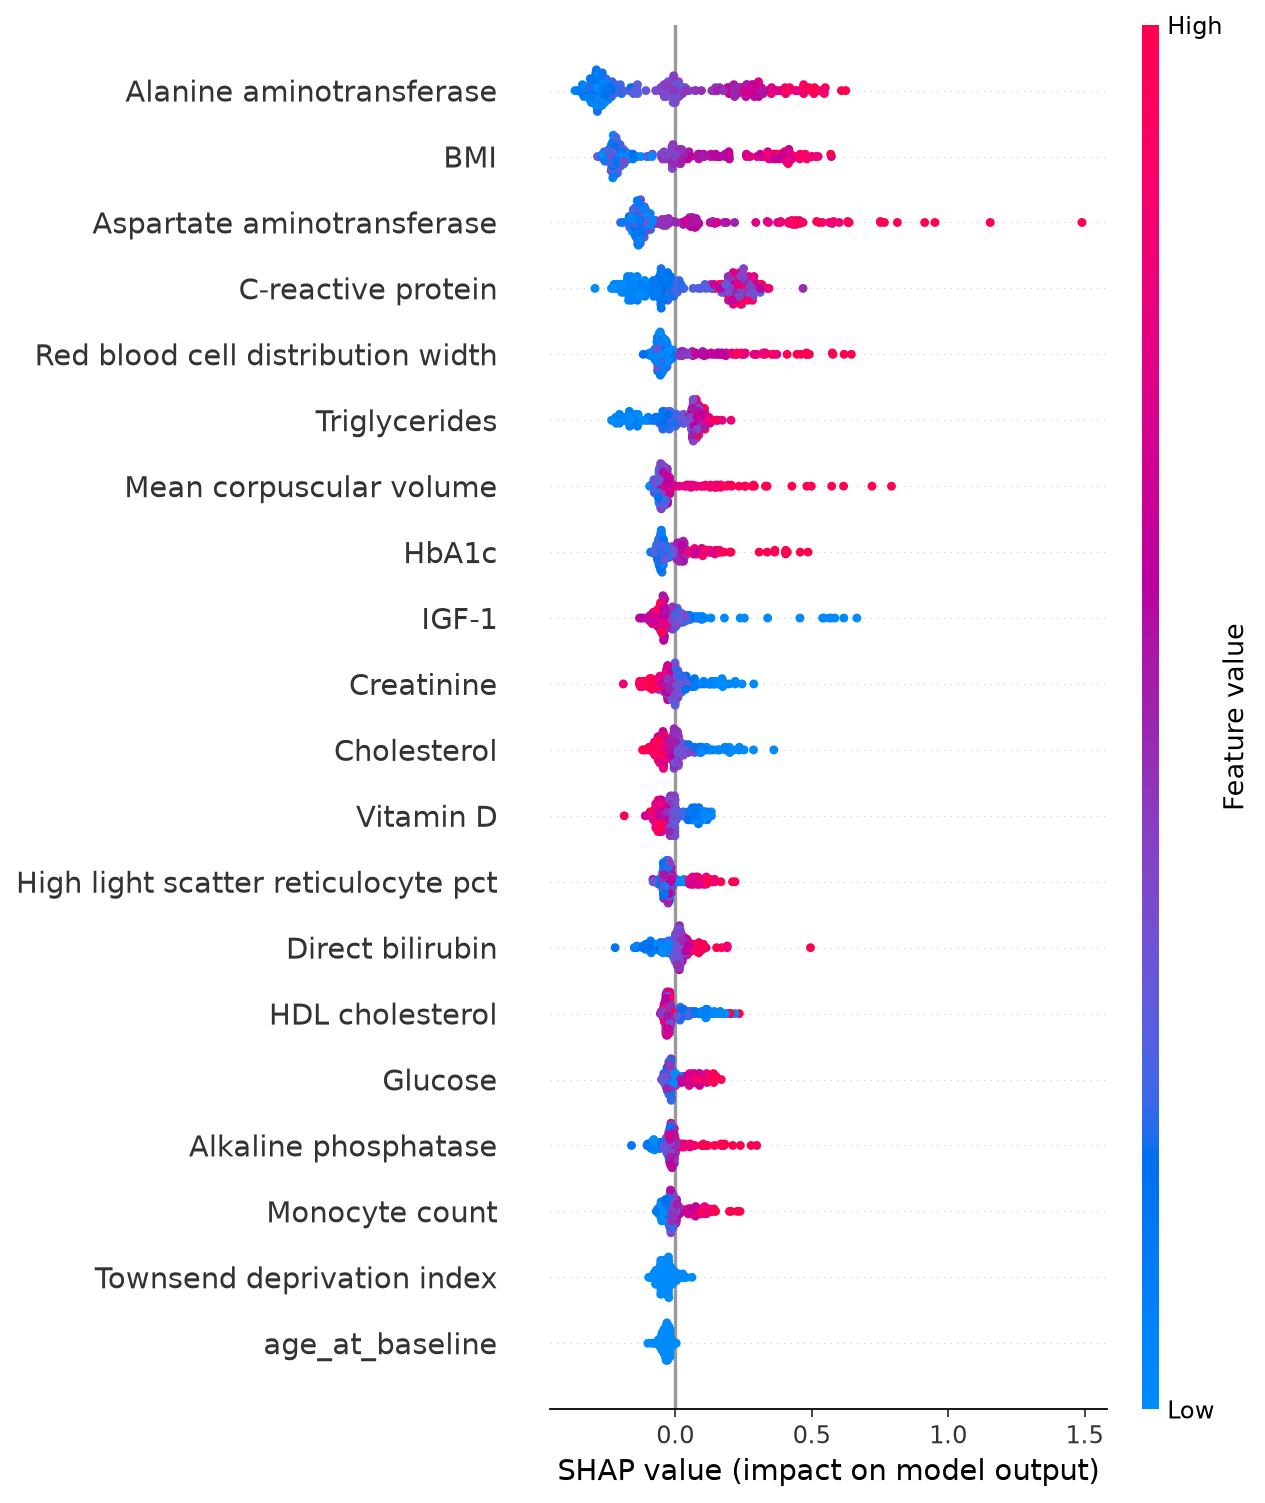 High
Alanine aminotransferase
BMI
Aspartate aminotransferase
C-reactive protein
Red blood cell distribution width
Triglycerides
Mean corpuscular volume
HbA1c
IGF-1
Creatinine
Cholesterol
Vitamin D
High light scatter reticulocyte pct
Direct bilirubin
HDL cholesterol
Glucose
Alkaline phosphatase
Monocyte count
Townsend deprivation index
age_at_baseline
Feature value
Low
0.0 0.5 1.0 1.5
SHAP value (impact on model output)